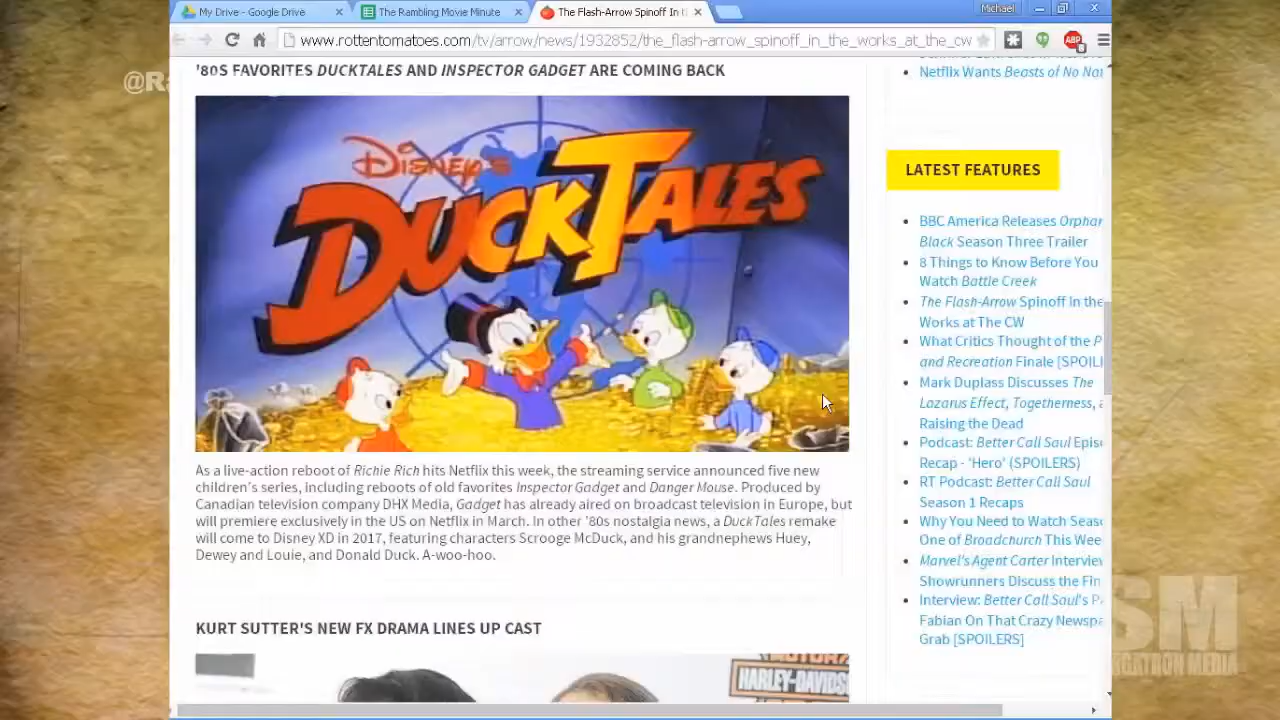 My Drive - Google Drive
The Rambling Movie Minute
The Flash-Arrow Spinoff In t
Michael
www.rottentomatoes.com/tv/arrow/news/1932852/the_flash-arrow_spinoff_in_the_works_at_the_cw
ABP
@Ra
'80S FAVORITES DUCKTALES AND INSPECTOR GADGET ARE COMING BACK
DISNEY'S
DUCKTALES
As a live-action reboot of Richie Rich hits Netflix this week, the streaming service announced five new
children's series, including reboots of old favorites Inspector Gadget and Danger Mouse. Produced by
Canadian television company DHX Media, Gadget has already aired on broadcast television in Europe, but
will premiere exclusively in the US on Netflix in March. In other '80s nostalgia news, a DuckTales remake
will come to Disney XD in 2017, featuring characters Scrooge McDuck, and his grandnephews Huey,
Dewey and Louie, and Donald Duck. A-woo-hoo.
KURT SUTTER'S NEW FX DRAMA LINES UP CAST
HARLEY-DAVIDS
Netflix Wants Beasts of No Nat
LATEST FEATURES
BBC America Releases Orphan
Black Season Three Trailer
8 Things to Know Before You
Watch Battle Creek
The Flash-Arrow Spinoff In the
Works at The CW
What Critics Thought of the P
and Recreation Finale [SPOIL
Mark Duplass Discusses The
Lazarus Effect, Togetherness, a
Raising the Dead
Podcast: Better Call Saul Epis
Recap - 'Hero' (SPOILERS)
RT Podcast: Better Call Saul
Season 1 Recaps
Why You Need to Watch Seas
One of Broadchurch This Wee
Marvel's Agent Carter Interview
Showrunners Discuss the Fin
Interview: Better Call Saul's Pa
Fabian On That Crazy Newspa
Grab [SPOILERS]
SM
GATRON MEDIA